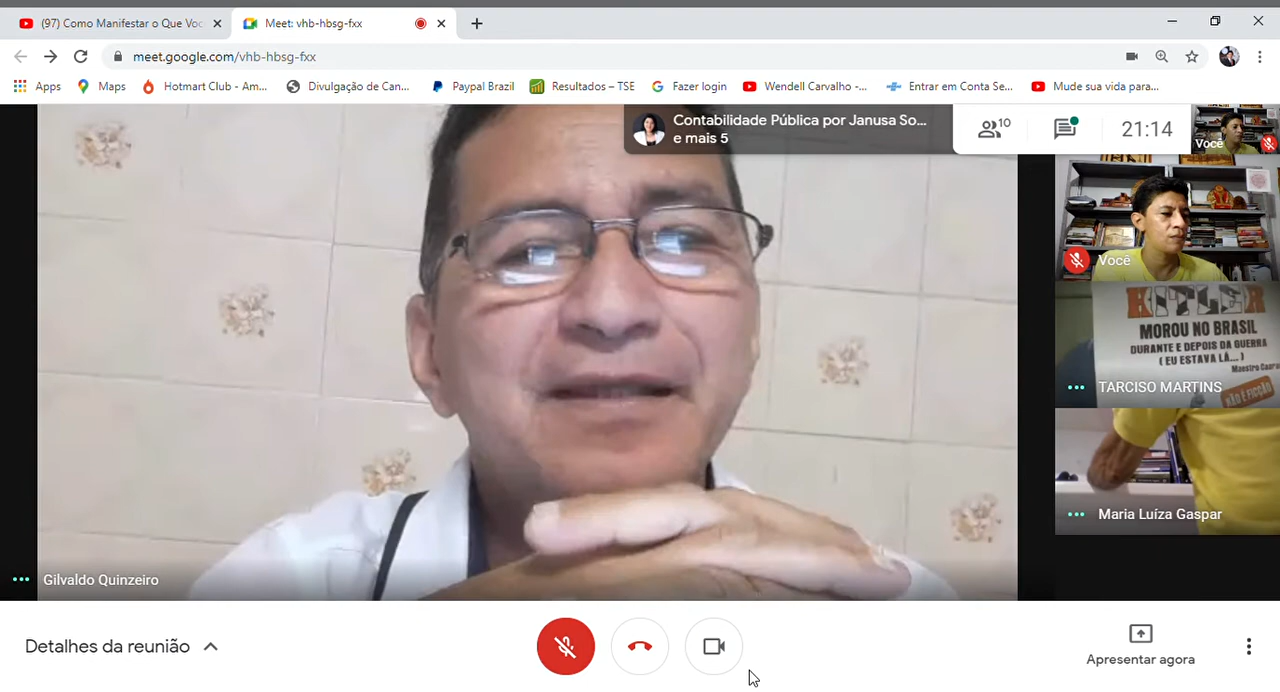 (97) Como Manifestar o Que Voc
Meet: vhb-hbsg-fxx
meet.google.com/vhb-hbsg-fxx
Apps
Maps
Hotmart Club - Am...
Divulgação de Can...
Paypal Brazil
Resultados – TSE
Fazer login
Wendell Carvalho -...
Entrar em Conta Se...
Mude sua vida para...
Contabilidade Pública por Janusa So...
e mais 5
10
21:14
Você
Você
HITLER
MOROU NO BRASIL
DURANTE E DEPOIS DA GUERRA
( EU ESTAVA LÁ... )
Maestro
NÃO É FICÇÃO
TARCISO MARTINS
Maria Luíza Gaspar
Gilvaldo Quinzeiro
Detalhes da reunião
Apresentar agora